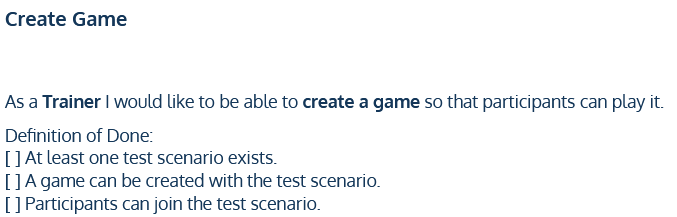 Create Game
As a Trainer I would like to be able to create a game so that participants can play it.
Definition of Done:
[ ] At least one test scenario exists.
[ ] A game can be created with the test scenario.
[ ] Participants can join the test scenario.